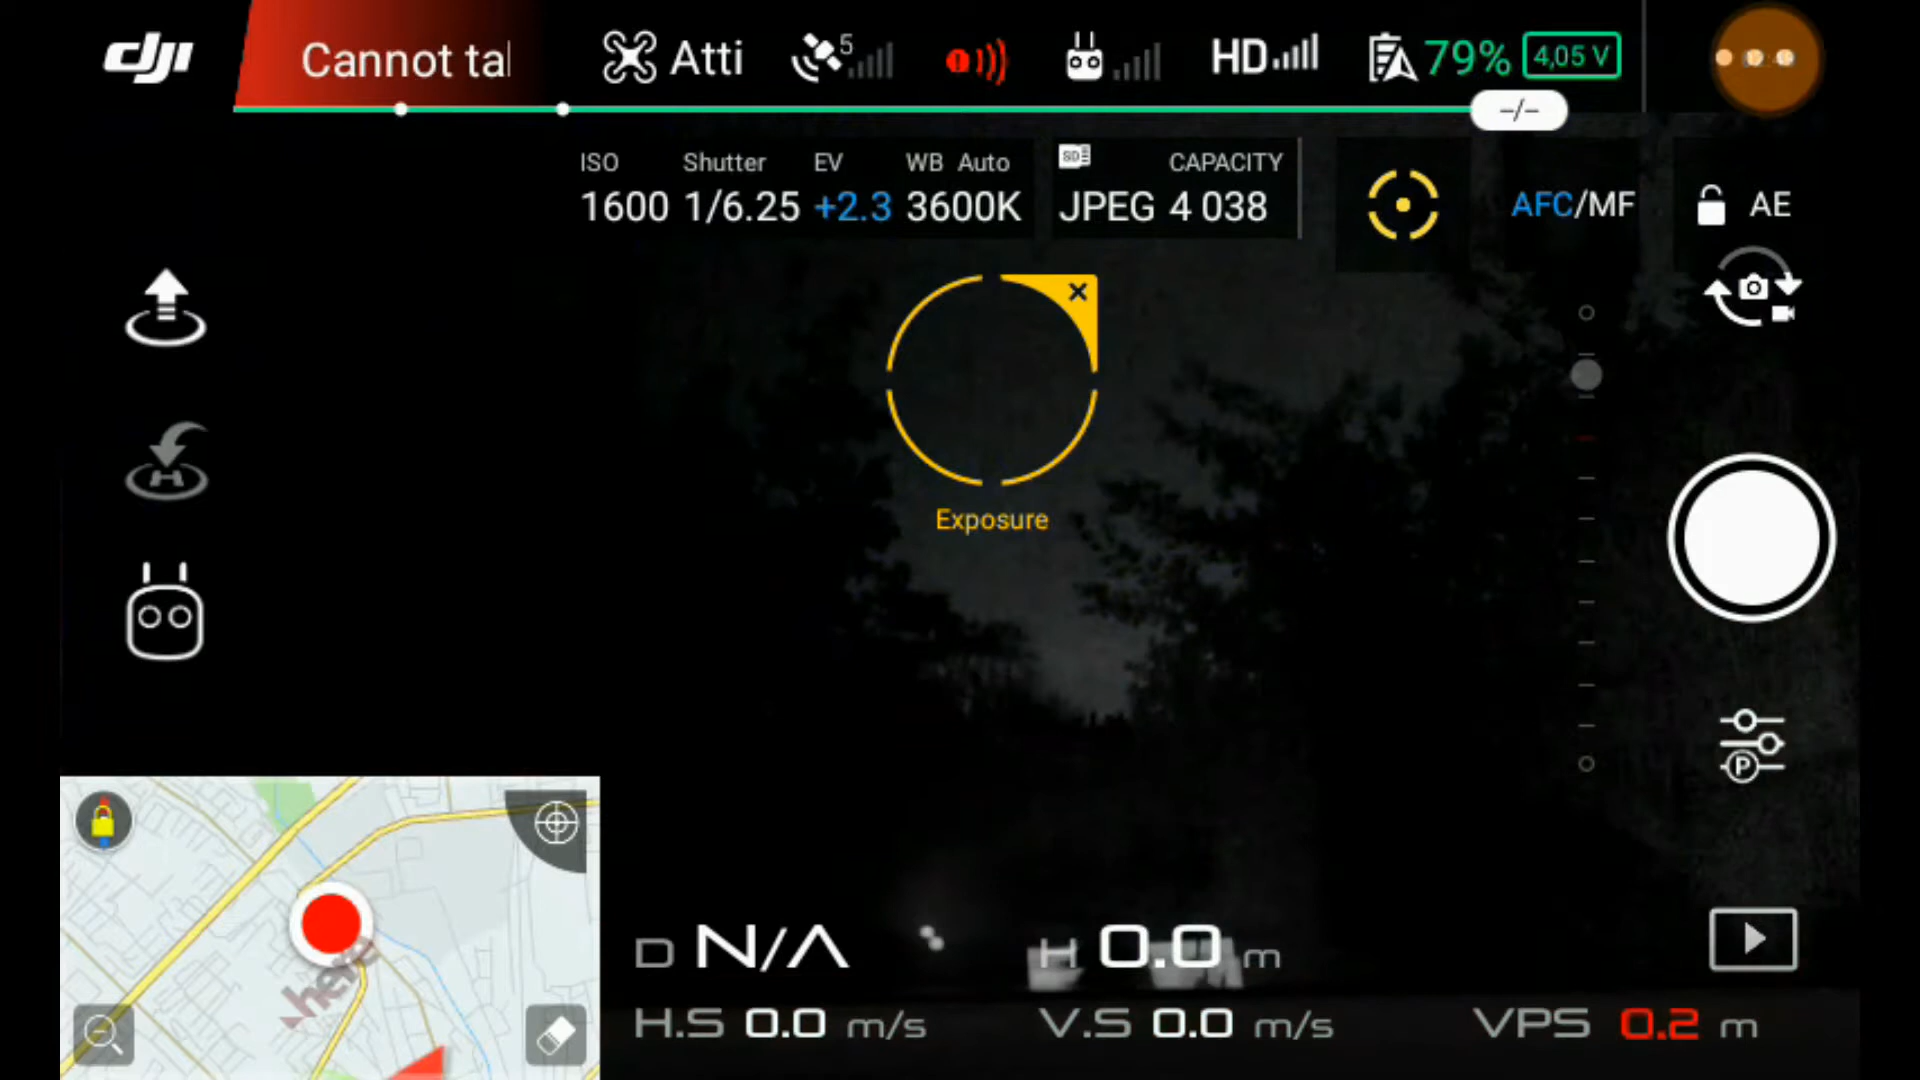 dji Cannot tal Atti 5 HD 79% 4,05 V
-/-
ISO Shutter EV WB Auto SD CAPACITY
1600 1/6.25 +2.3 3600K JPEG 4 038 AFC/MF AE
Exposure
H
P
here
D N/A H 0.0 m
H.S 0.0 m/s V.S 0.0 m/s VPS 0.2 m